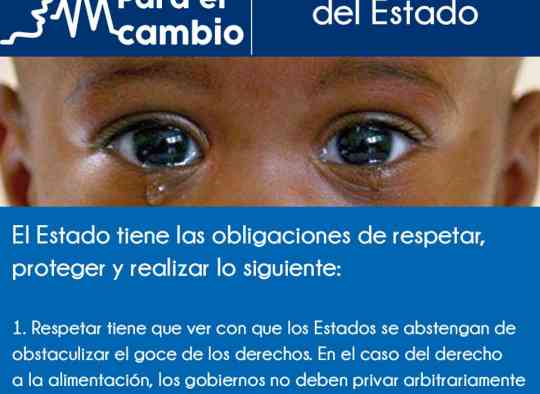 Para el
cambio
del Estado
El Estado tiene las obligaciones de respetar,
proteger y realizar lo siguiente:
1. Respetar tiene que ver con que los Estados se abstengan de
obstaculizar el goce de los derechos. En el caso del derecho
a la alimentación, los gobiernos no deben privar arbitrariamente